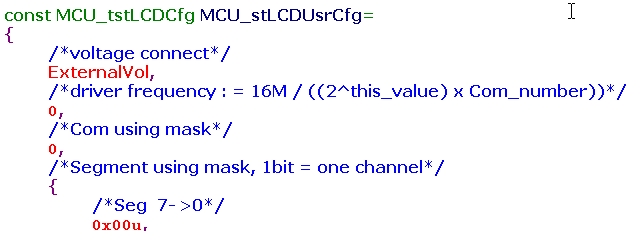 const MCU_tstLCDCfg MCU_stLCDUsrCfg=
{
/*voltage connect*/
ExternalVol,
/*driver frequency : = 16M / ((2^this_value) x Com_number))*/
0,
/*Com using mask*/
0,
/*Segment using mask, 1bit = one channel*/
{
/*Seg  7->0*/
0x00u,